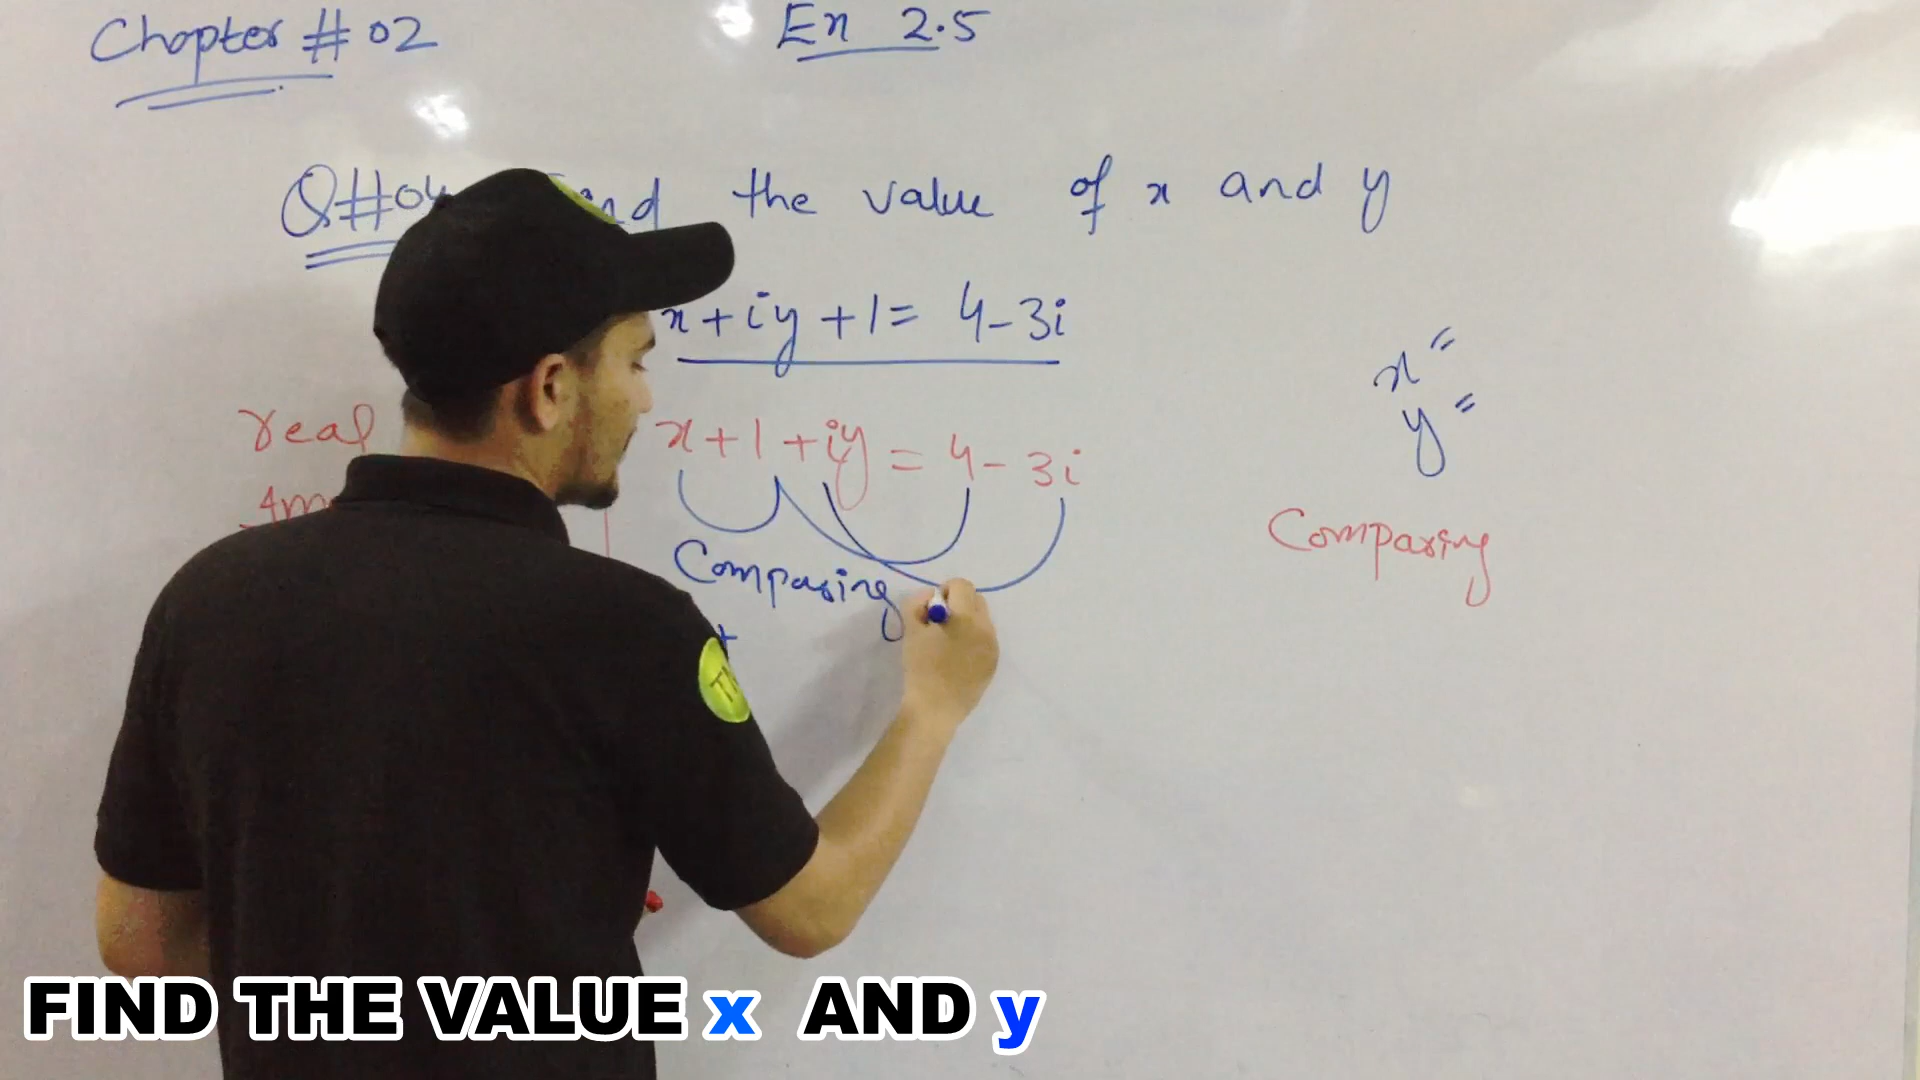 Chapter # 02
Ex 2.5
Q#04 the value of x and y
x+iy+1= 4-3i
x =
y =
real x+1+iy = 4-3i
Comparing
Comparing
FIND THE VALUE x AND y